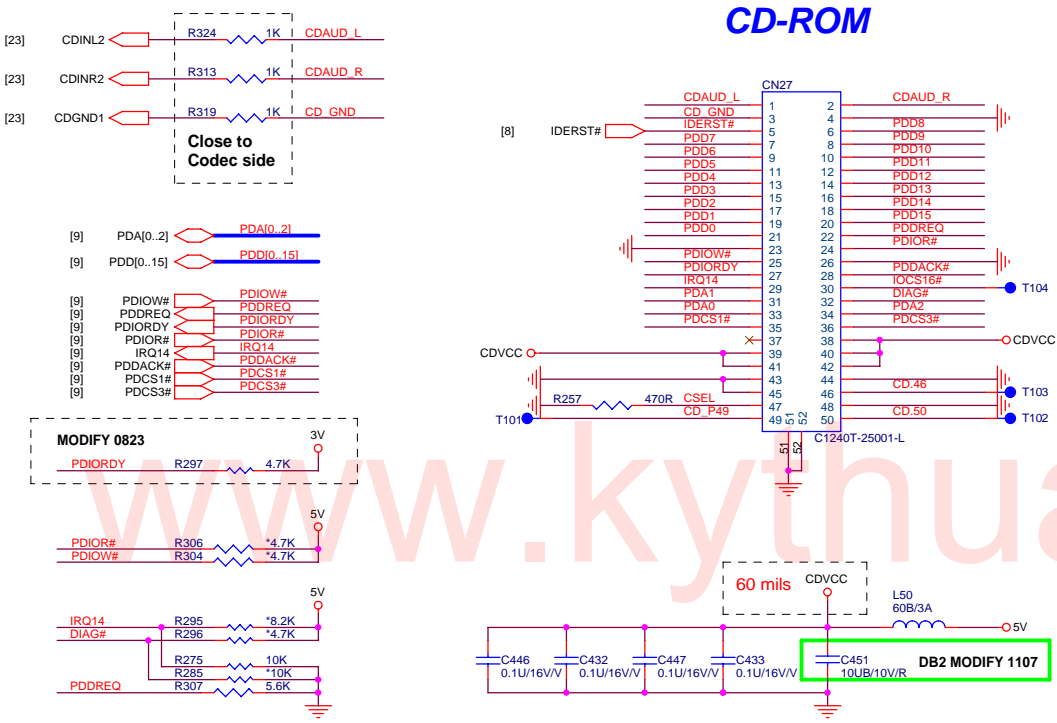 CD-ROM
[23] CDINL2 R324 1K CDAUD_L
[23] CDINR2 R313 1K CDAUD_R
[23] CDGND1 R319 1K CD_GND
Close to
Codec side
[9] PDA[0..2] PDA[0..2]
[9] PDD[0..15] PDD[0..15]
[9] PDIOW# PDIOW#
[9] PDDREQ PDDREQ
[9] PDIORDY PDIORDY
[9] PDIOR# PDIOR#
[9] IRQ14 IRQ14
[9] PDDACK# PDDACK#
[9] PDCS1# PDCS1#
[9] PDCS3# PDCS3#
MODIFY 0823
3V
PDIORDY R297 4.7K
5V
PDIOR# R306 *4.7K
PDIOW# R304 *4.7K
5V
IRQ14 R295 *8.2K
DIAG# R296 *4.7K
R275 10K
R285 *10K
PDDREQ R307 5.6K
CN27
CDAUD_L 1 2 CDAUD_R
CD_GND 3 4
[8] IDERST# IDERST# 5 6 PDD8
PDD7 7 8 PDD9
PDD6 9 10 PDD10
PDD5 11 12 PDD11
PDD4 13 14 PDD12
PDD3 15 16 PDD13
PDD2 17 18 PDD14
PDD1 19 20 PDD15
PDD0 21 22 PDDREQ
23 24 PDIOR#
PDIOW# 25 26
PDIORDY 27 28 PDDACK#
IRQ14 29 30 IOCS16# T104
PDA1 31 32 DIAG#
PDA0 33 34 PDA2
PDCS1# 35 36 PDCS3#
37 38 CDVCC
CDVCC 39 40
41 42
43 44
45 46 CD.46 T103
R257 470R CSEL 47 48
T101 CD_P49 49 50 CD.50 T102
51 52
51 52
C1240T-25001-L
www.kythua
60 mils CDVCC
L50
60B/3A
5V
C446
0.1U/16V/V
C432
0.1U/16V/V
C447
0.1U/16V/V
C433
0.1U/16V/V
C451
10UB/10V/R
DB2 MODIFY 1107